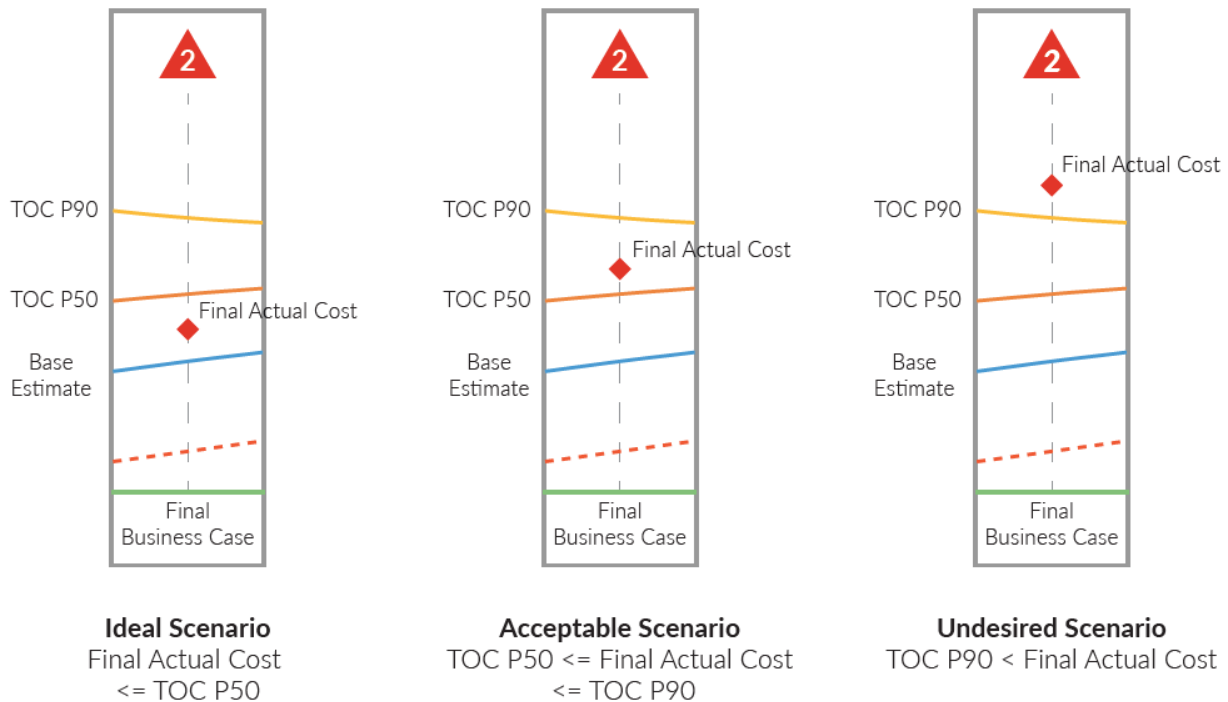 2
TOC P90
TOC P50
Final Actual Cost
Base
Estimate
Final
Business Case
Ideal Scenario
Final Actual Cost
<= TOC P50
2
TOC P90
Final Actual Cost
TOC P50
Base
Estimate
Final
Business Case
Acceptable Scenario
TOC P50 <= Final Actual Cost
<= TOC P90
2
Final Actual Cost
TOC P90
TOC P50
Base
Estimate
Final
Business Case
Undesired Scenario
TOC P90 < Final Actual Cost